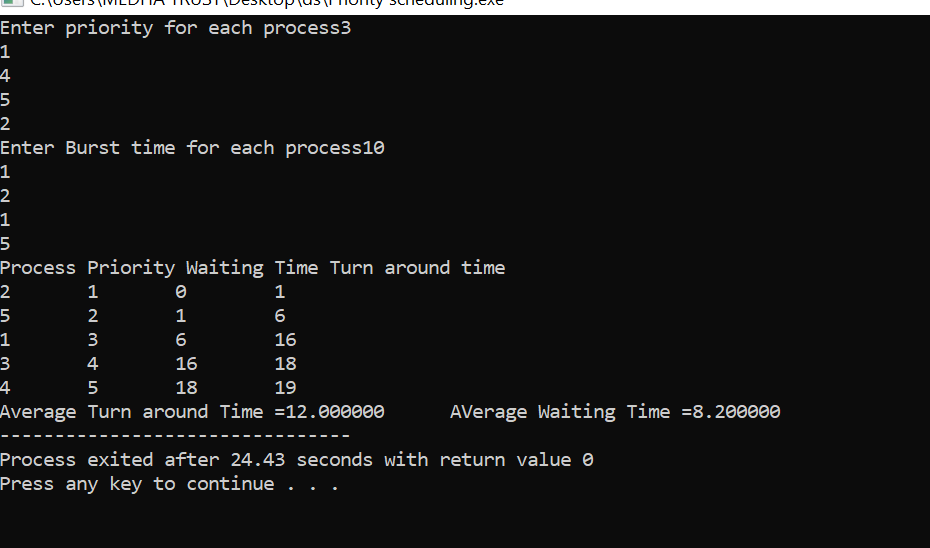 C:\Users\MEDHA TRUST\Desktop\ds\Priority scheduling.exe
Enter priority for each process3
1
4
5
2
Enter Burst time for each process10
1
2
1
5
Process Priority Waiting Time Turn around time
2 1 0 1
5 2 1 6
1 3 6 16
3 4 16 18
4 5 18 19
Average Turn around Time =12.000000 AVerage Waiting Time =8.200000
--------------------------------
Process exited after 24.43 seconds with return value 0
Press any key to continue . . .